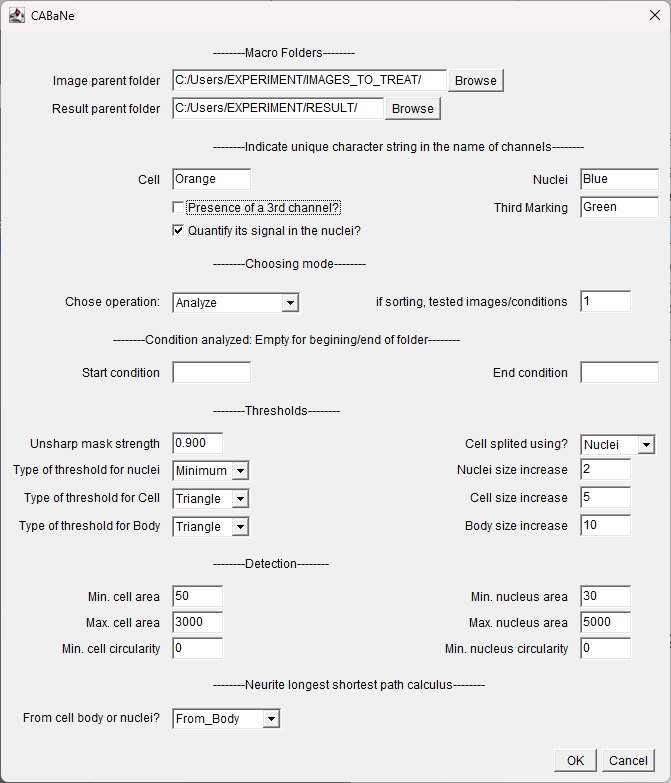 CABaNe
--------Macro Folders--------
Image parent folder C:/Users/EXPERIMENT/IMAGES_TO_TREAT/ Browse
Result parent folder C:/Users/EXPERIMENT/RESULT/ Browse
--------Indicate unique character string in the name of channels--------
Cell Orange Nuclei Blue
Presence of a 3rd channel? Third Marking Green
Quantify its signal in the nuclei?
--------Choosing mode--------
Chose operation: Analyze if sorting, tested images/conditions 1
--------Condition analyzed: Empty for begining/end of folder--------
Start condition End condition
--------Thresholds--------
Unsharp mask strength 0.900 Cell splited using? Nuclei
Type of threshold for nuclei Minimum Nuclei size increase 2
Type of threshold for Cell Triangle Cell size increase 5
Type of threshold for Body Triangle Body size increase 10
--------Detection--------
Min. cell area 50 Min. nucleus area 30
Max. cell area 3000 Max. nucleus area 5000
Min. cell circularity 0 Min. nucleus circularity 0
--------Neurite longest shortest path calculus--------
From cell body or nuclei? From_Body
OK Cancel